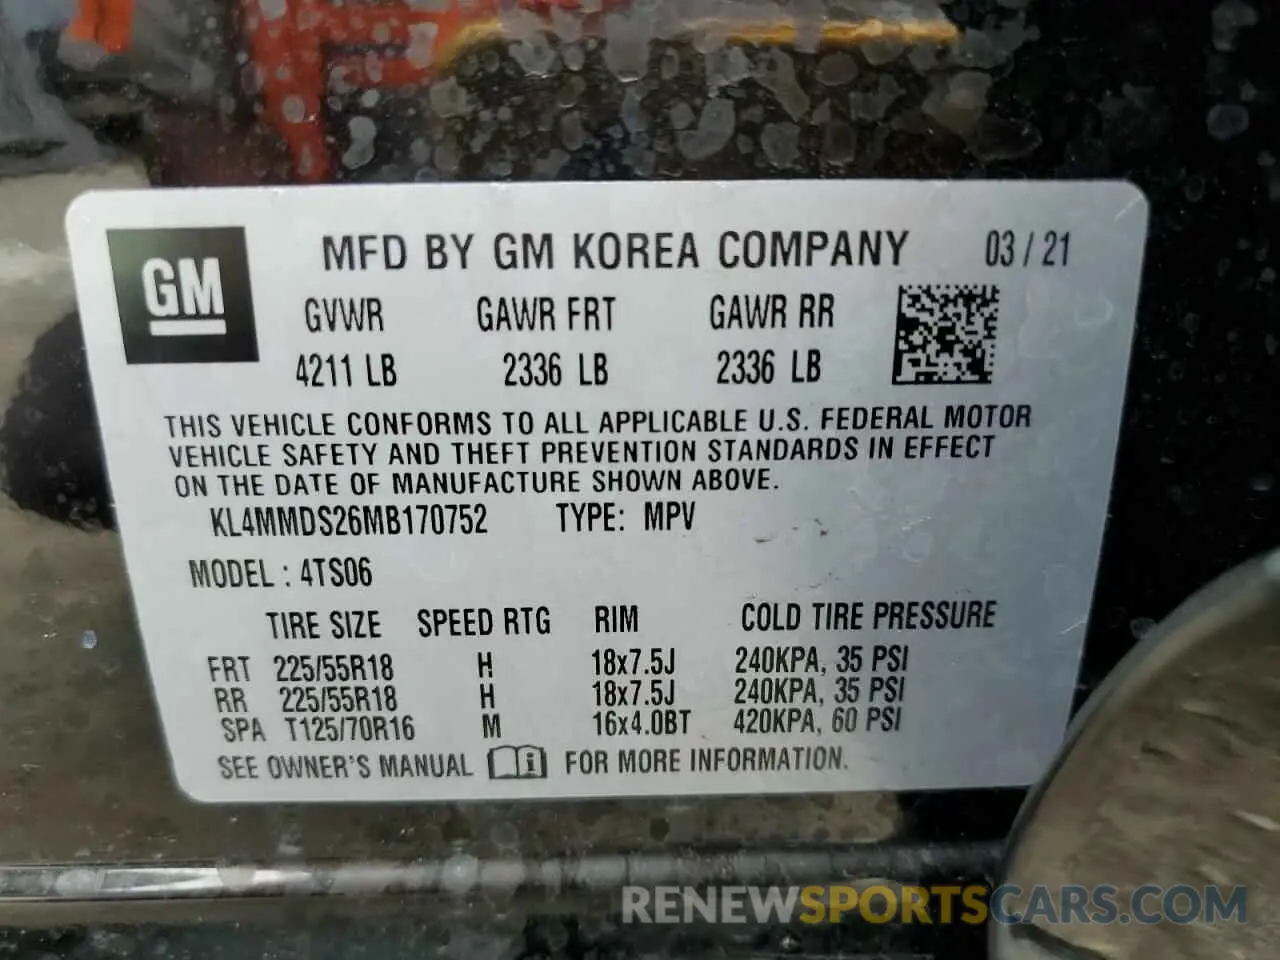 GM
MFD BY GM KOREA COMPANY 03/21
GVWR GAWR FRT GAWR RR
4211 LB 2336 LB 2336 LB
THIS VEHICLE CONFORMS TO ALL APPLICABLE U.S. FEDERAL MOTOR
VEHICLE SAFETY AND THEFT PREVENTION STANDARDS IN EFFECT
ON THE DATE OF MANUFACTURE SHOWN ABOVE.
KL4MMDS26MB170752 TYPE: MPV
MODEL : 4TS06
TIRE SIZE SPEED RTG RIM COLD TIRE PRESSURE
FRT 225/55R18 H 18x7.5J 240KPA, 35 PSI
RR 225/55R18 H 18x7.5J 240KPA, 35 PSI
SPA T125/70R16 M 16x4.0BT 420KPA, 60 PSI
SEE OWNER'S MANUAL i FOR MORE INFORMATION.
RENEWSPORTSCARS.COM